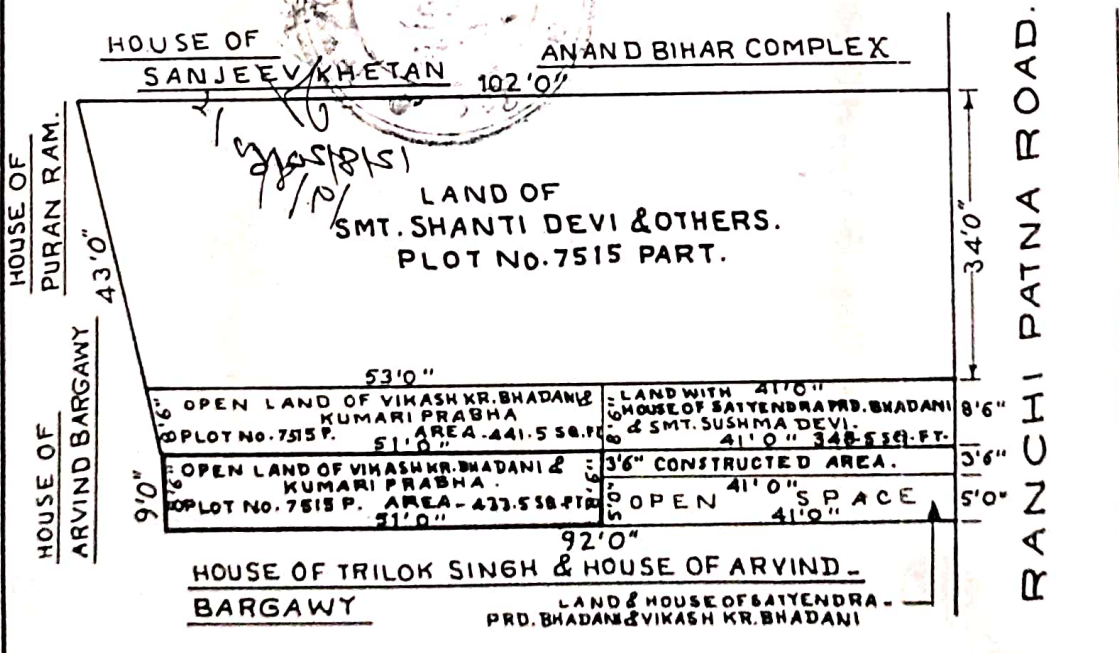 HOUSE OF
SANJEEV KHETAN
ANAND BIHAR COMPLEX
102'0"
HOUSE OF
PURAN RAM.
43'0"
LAND OF
SMT. SHANTI DEVI & OTHERS.
PLOT NO. 7515 PART.
34'0"
RANCHI PATNA ROAD.
HOUSE OF
ARVIND BARGAWY
53'0"
8'6" OPEN LAND OF VIKASH KR. BHADANI &
KUMARI PRABHA
PLOT NO. 7515 P. AREA - 441.5 SQ.FT
51'0"
LAND WITH 41'0"
HOUSE OF SATYENDRA PRD. BHADANI
& SMT. SUSHMA DEVI.
8'6"
41'0" 348.5 SQ. FT.
8'6"
9'0"
8'6" OPEN LAND OF VIKASH KR. BHADANI &
KUMARI PRABHA.
PLOT NO. 7515 P. AREA - 433.5 SQ.FT
8'6"
51'0"
3'6" CONSTRUCTED AREA.
3'6"
41'0"
5'0" OPEN SPACE
41'0"
5'0"
92'0"
HOUSE OF TRILOK SINGH & HOUSE OF ARVIND -
BARGAWY
LAND & HOUSE OF SATYENDRA -
PRD. BHADANI & VIKASH KR. BHADANI